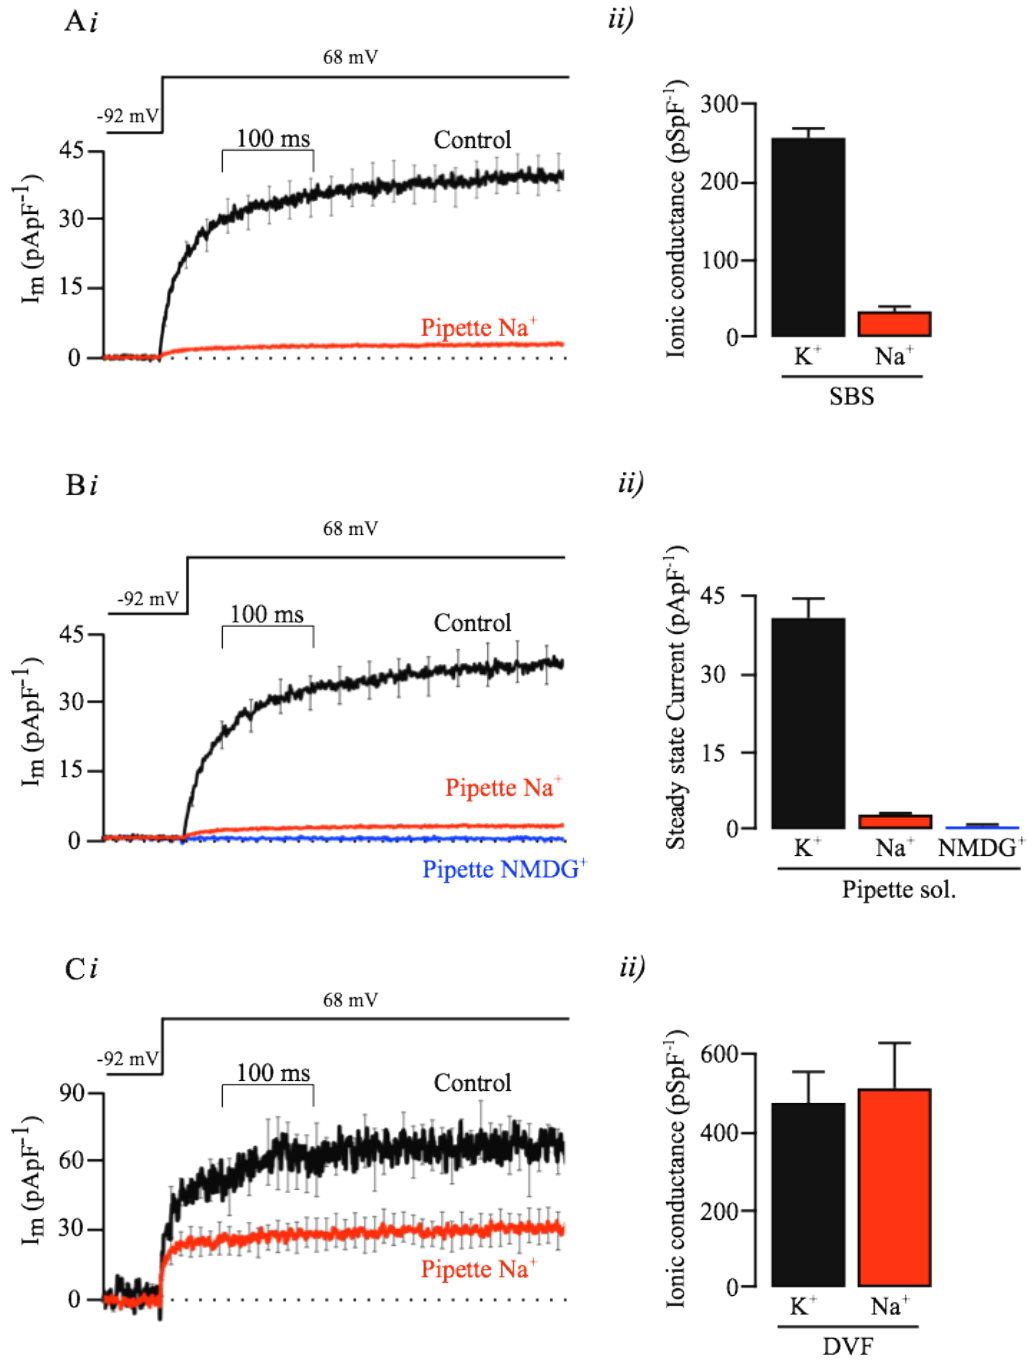 A i
ii)
68 mV
-92 mV
100 ms
Control
45
30
15
0
Im (pApF-1)
Pipette Na+
300
200
100
0
Ionic conductance (pSpF-1)
K+ Na+
SBS
B i
ii)
68 mV
-92 mV
100 ms
Control
45
30
15
0
Im (pApF-1)
Pipette Na+
Pipette NMDG+
45
30
15
0
Steady state Current (pApF-1)
K+ Na+ NMDG+
Pipette sol.
C i
ii)
68 mV
-92 mV
100 ms
Control
90
60
30
0
Im (pApF-1)
Pipette Na+
600
400
200
0
Ionic conductance (pSpF-1)
K+ Na+
DVF